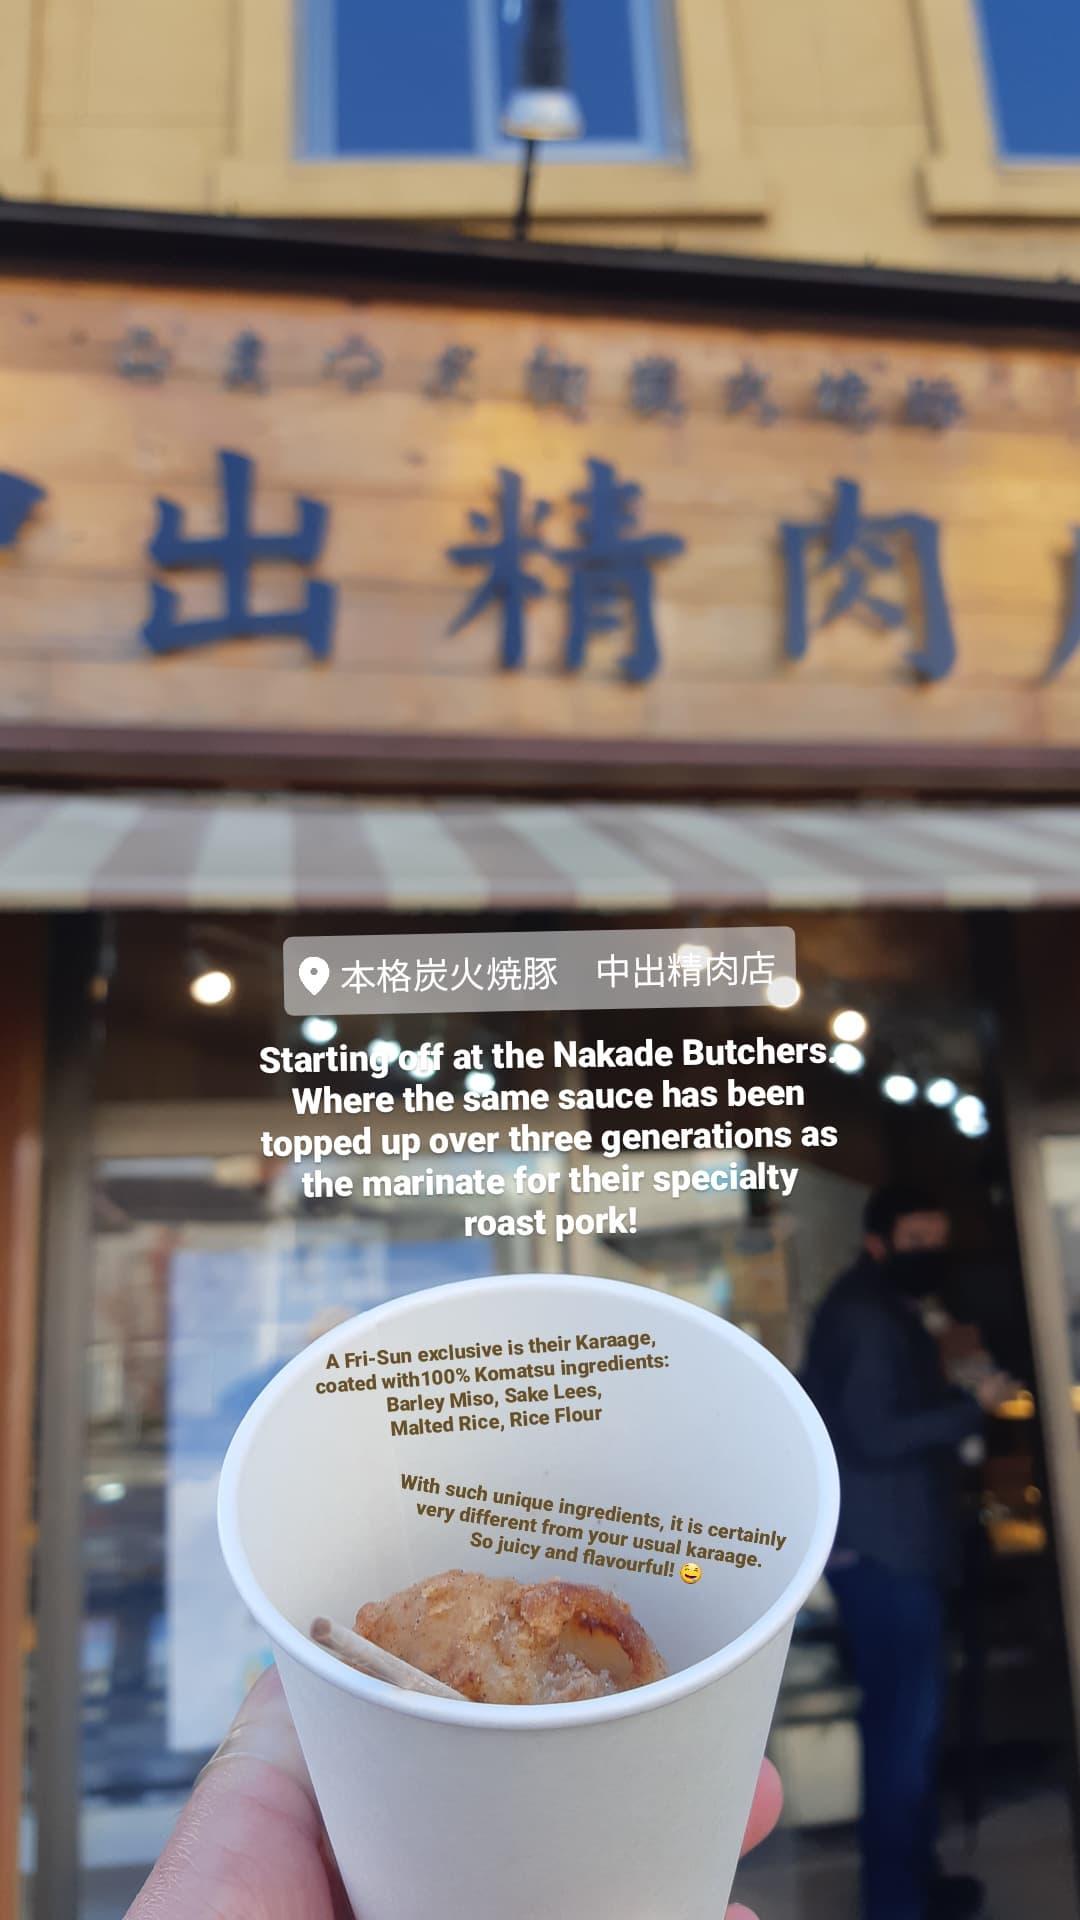 出精肉
本格炭火焼豚 中出精肉店
Starting off at the Nakade Butchers.
Where the same sauce has been
topped up over three generations as
the marinate for their specialty
roast pork!
A Fri-Sun exclusive is their Karaage,
coated with100% Komatsu ingredients:
Barley Miso, Sake Lees,
Malted Rice, Rice Flour
With such unique ingredients, it is certainly
very different from your usual karaage.
So juicy and flavourful! 😄